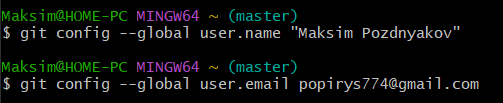 Maksim@HOME-PC MINGW64 ~ (master)
$ git config --global user.name "Maksim Pozdnyakov"
Maksim@HOME-PC MINGW64 ~ (master)
$ git config --global user.email popirys774@gmail.com